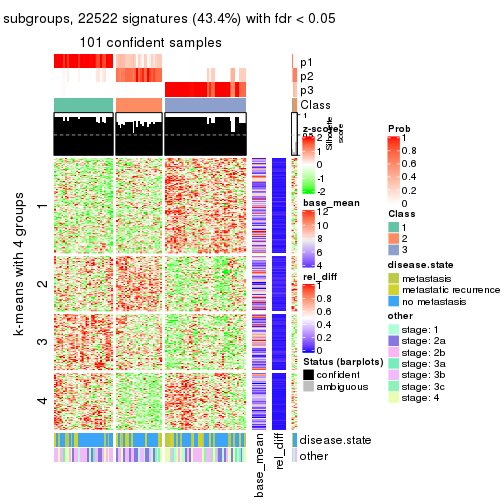 subgroups, 22522 signatures (43.4%) with fdr < 0.05
101 confident samples
p1
p2
p3
Class
1
0.5
0
Silhouette
score
k-means with 4 groups
1
2
3
4
z-score
2
1
0
-1
-2
base_mean
12
10
8
6
4
rel_diff
1
0.8
0.6
0.4
0.2
0
Status (barplots)
confident
ambiguous
Prob
1
0.8
0.6
0.4
0.2
0
Class
1
2
3
disease.state
metastasis
metastatic recurrence
no metastasis
other
stage: 1
stage: 2a
stage: 2b
stage: 3a
stage: 3b
stage: 3c
stage: 4
disease.state
other
base_mean
rel_diff